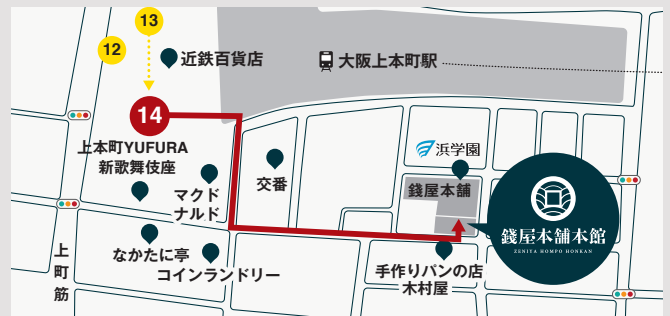 13
12
近鉄百貨店
大阪上本町駅
14
上本町YUFURA
新歌舞伎座
マクド
ナルド
交番
浜学園
錢屋本舗
錢屋本舗本館
ZENIYA HOMPO HONKAN
上町筋
なかたに亭
コインランドリー
手作りパンの店
木村屋